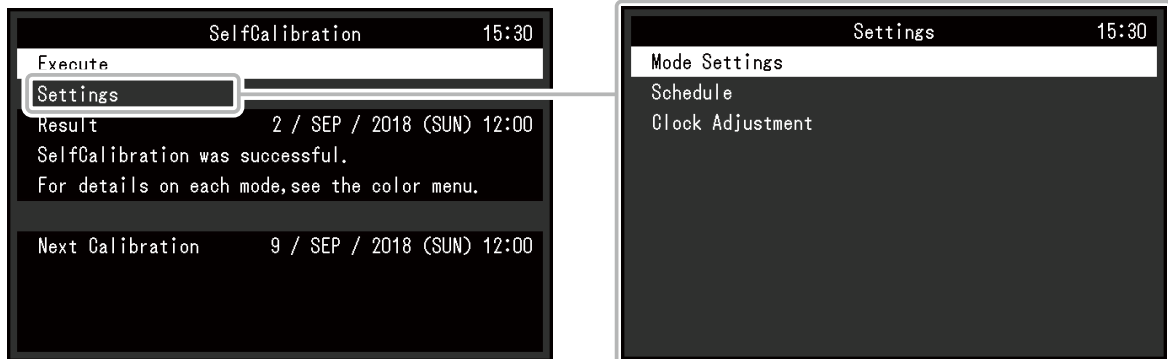 SelfCalibration 15:30
Execute
Settings
Result 2 / SEP / 2018 (SUN) 12:00
SelfCalibration was successful.
For details on each mode,see the color menu.
Next Calibration 9 / SEP / 2018 (SUN) 12:00
Settings 15:30
Mode Settings
Schedule
Clock Adjustment